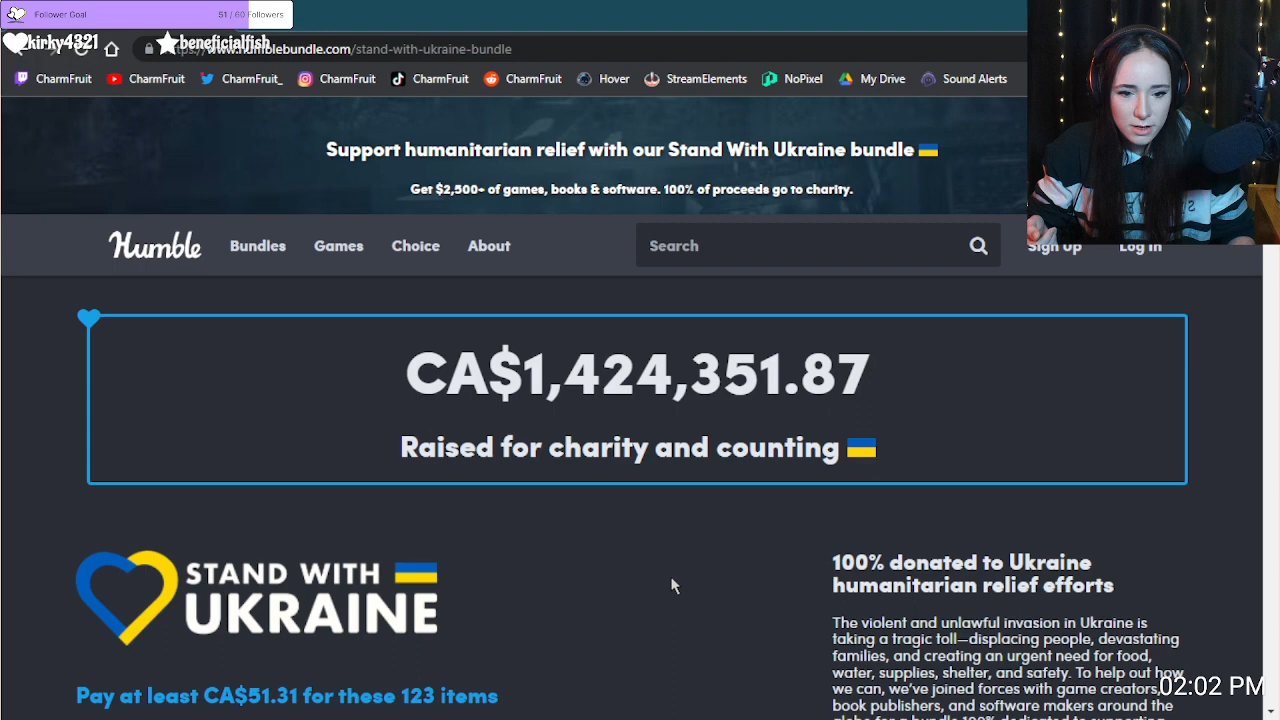 Follower Goal
51 / 60 Followers
kirky4321
beneficialfish
humblebundle.com/stand-with-ukraine-bundle
CharmFruit
CharmFruit
CharmFruit_
CharmFruit
CharmFruit
CharmFruit
Hover
StreamElements
NoPixel
My Drive
Sound Alerts
Support humanitarian relief with our Stand With Ukraine bundle
Get $2,500+ of games, books & software. 100% of proceeds go to charity.
Humble
Bundles
Games
Choice
About
Search
Sign Up
Log In
CA$1,424,351.87
Raised for charity and counting
STAND WITH
UKRAINE
Pay at least CA$51.31 for these 123 items
100% donated to Ukraine
humanitarian relief efforts
The violent and unlawful invasion in Ukraine is
taking a tragic toll—displacing people, devastating
families, and creating an urgent need for food,
water, supplies, shelter, and safety. To help out how
we can, we've joined forces with game creators,
book publishers, and software makers around the
02:02 PM